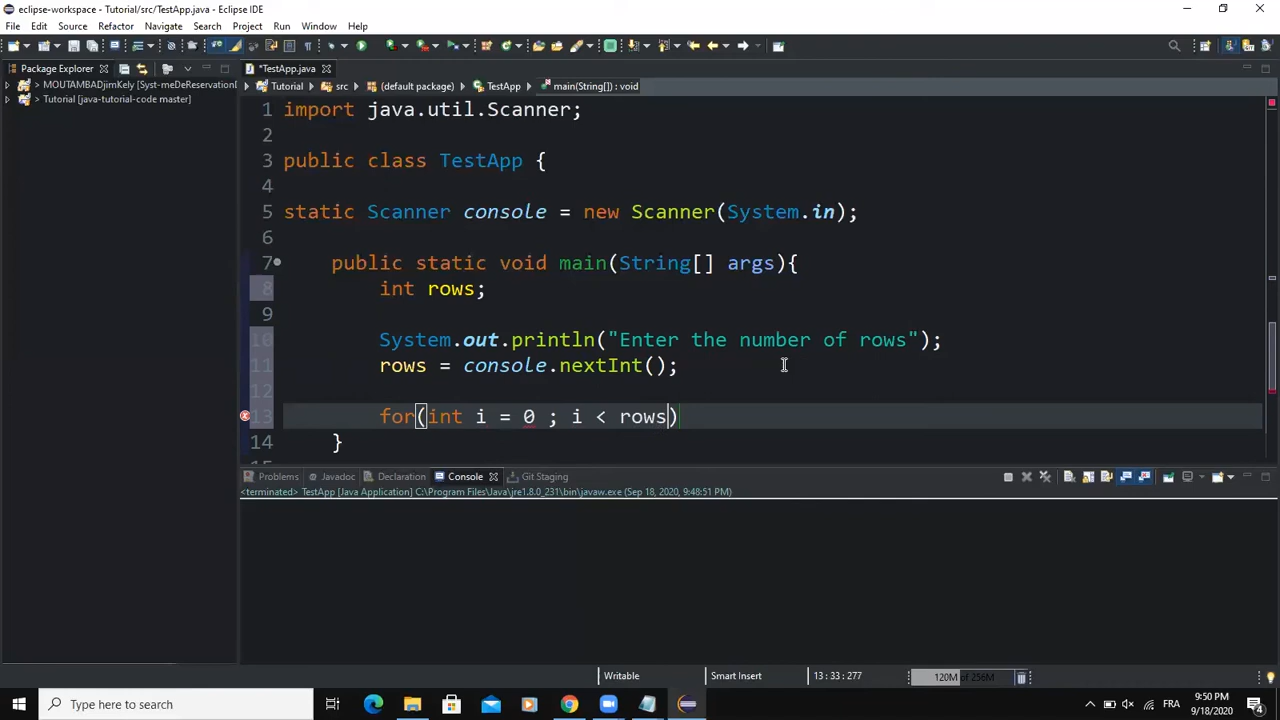 eclipse-workspace - Tutorial/src/TestApp.java - Eclipse IDE
File Edit Source Refactor Navigate Search Project Run Window Help
Package Explorer
*TestApp.java
MOUTAMBADjimKely [Syst-meDeReservationD
Tutorial [java-tutorial-code master]
Tutorial src (default package) TestApp main(String[]) : void
1 import java.util.Scanner;
2
3 public class TestApp {
4
5 static Scanner console = new Scanner(System.in);
6
7 public static void main(String[] args){
8 int rows;
9
10 System.out.println("Enter the number of rows");
11 rows = console.nextInt();
12
13 for(int i = 0 ; i < rows)
14 }
Problems Javadoc Declaration Console Git Staging
<terminated> TestApp [Java Application] C:\Program Files\Java\jre1.8.0_231\bin\javaw.exe (Sep 18, 2020, 9:48:51 PM)
Writable Smart Insert 13 : 33 : 277 120M of 256M
Type here to search
FRA
9:50 PM
9/18/2020
4